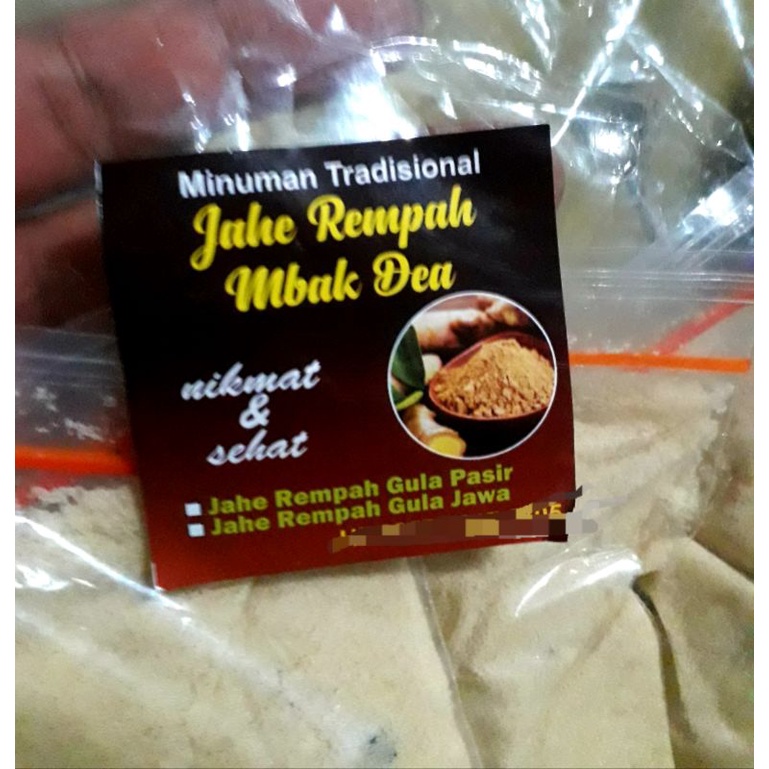 Minuman Tradisional
Jahe Rempah
Mbak Dea
nikmat
&
sehat
Jahe Rempah Gula Pasir
Jahe Rempah Gula Jawa